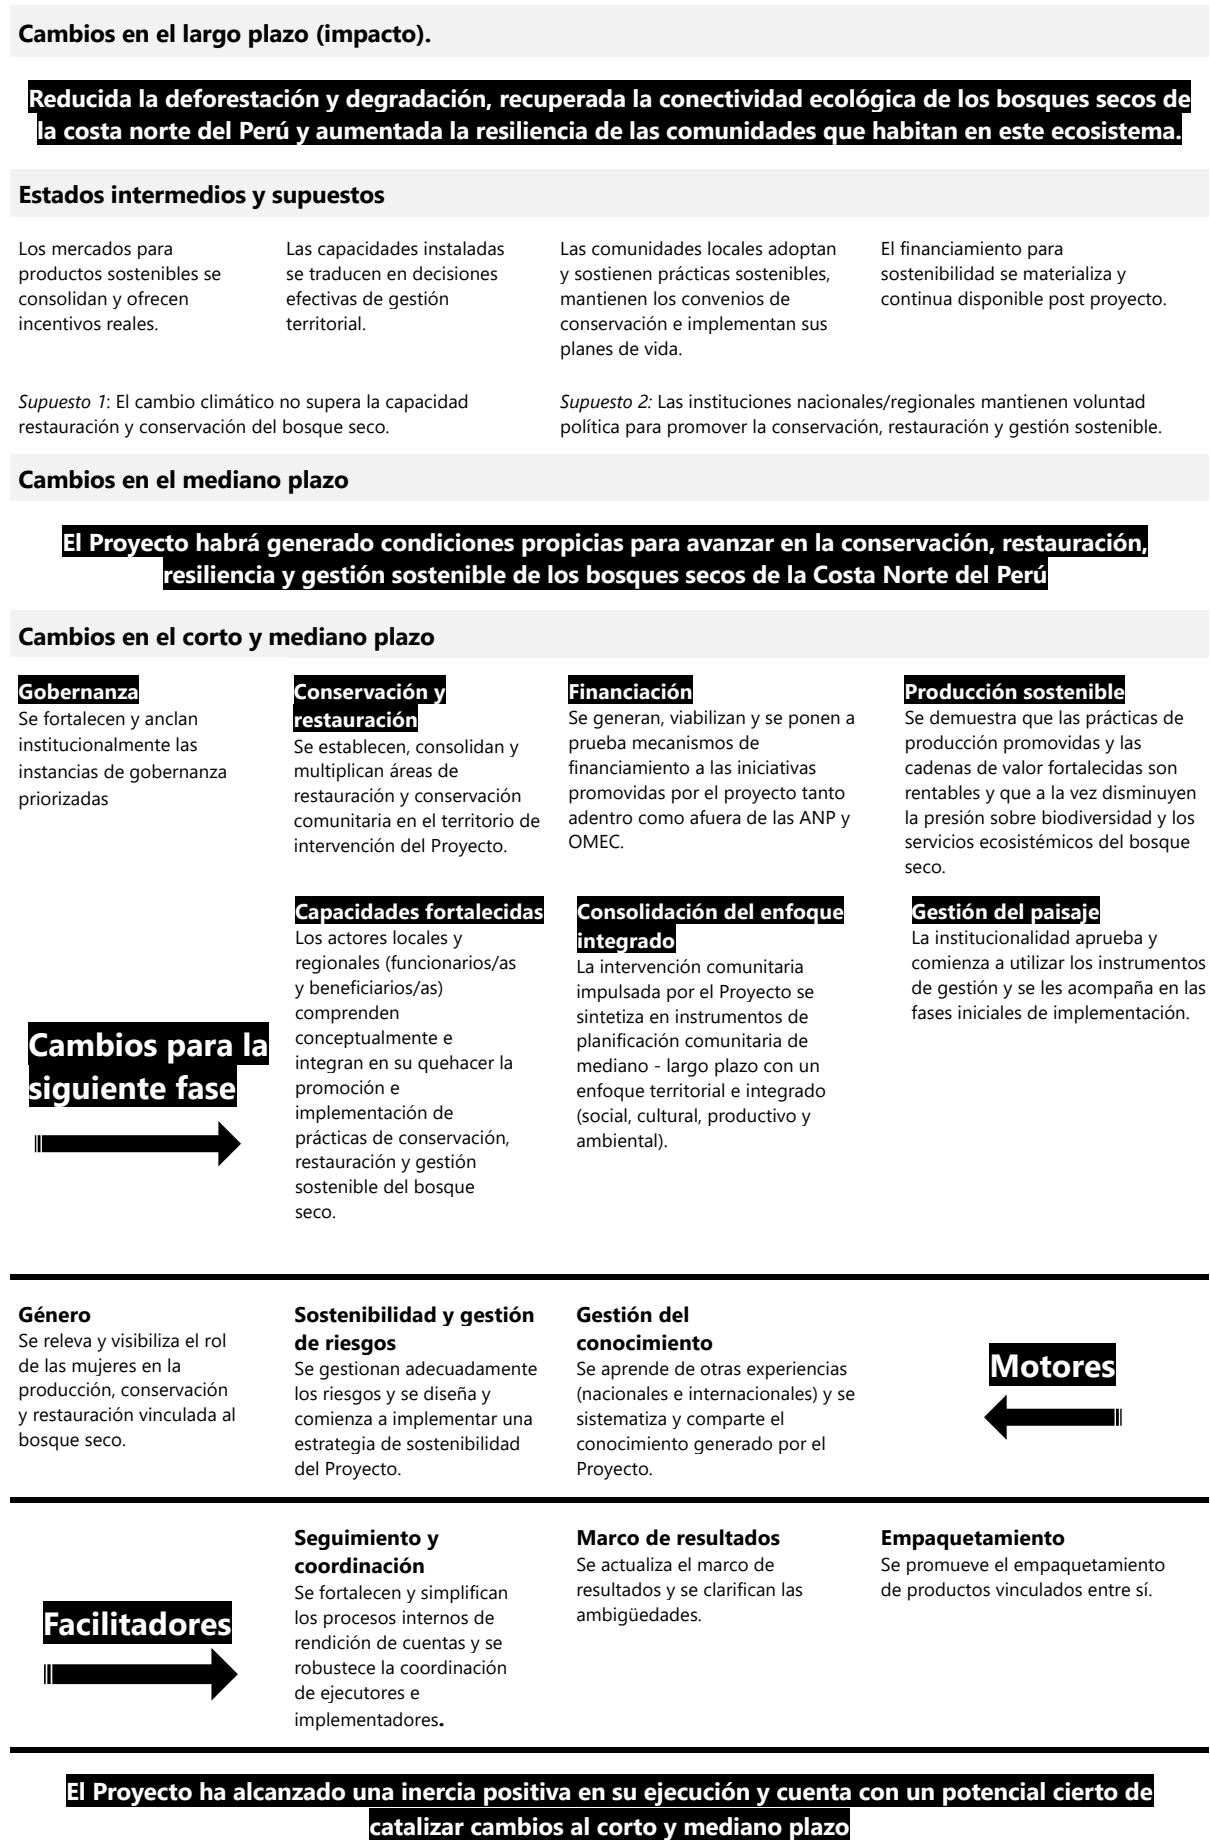 Cambios en el largo plazo (impacto).
Reducida la deforestación y degradación, recuperada la conectividad ecológica de los bosques secos de
la costa norte del Perú y aumentada la resiliencia de las comunidades que habitan en este ecosistema.
Estados intermedios y supuestos
Los mercados para
productos sostenibles se
consolidan y ofrecen
incentivos reales.
Las capacidades instaladas
se traducen en decisiones
efectivas de gestión
territorial.
Las comunidades locales adoptan
y sostienen prácticas sostenibles,
mantienen los convenios de
conservación e implementan sus
planes de vida.
El financiamiento para
sostenibilidad se materializa y
continua disponible post proyecto.
Supuesto 1: El cambio climático no supera la capacidad
restauración y conservación del bosque seco.
Supuesto 2: Las instituciones nacionales/regionales mantienen voluntad
política para promover la conservación, restauración y gestión sostenible.
Cambios en el mediano plazo
El Proyecto habrá generado condiciones propicias para avanzar en la conservación, restauración,
resiliencia y gestión sostenible de los bosques secos de la Costa Norte del Perú
Cambios en el corto y mediano plazo
Gobernanza
Se fortalecen y anclan
institucionalmente las
instancias de gobernanza
priorizadas
Conservación y
restauración
Se establecen, consolidan y
multiplican áreas de
restauración y conservación
comunitaria en el territorio de
intervención del Proyecto.
Financiación
Se generan, viabilizan y se ponen a
prueba mecanismos de
financiamiento a las iniciativas
promovidas por el proyecto tanto
adentro como afuera de las ANP y
OMEC.
Producción sostenible
Se demuestra que las prácticas de
producción promovidas y las
cadenas de valor fortalecidas son
rentables y que a la vez disminuyen
la presión sobre biodiversidad y los
servicios ecosistémicos del bosque
seco.
Cambios para la
siguiente fase
Capacidades fortalecidas
Los actores locales y
regionales (funcionarios/as
y beneficiarios/as)
comprenden
conceptualmente e
integran en su quehacer la
promoción e
implementación de
prácticas de conservación,
restauración y gestión
sostenible del bosque
seco.
Consolidación del enfoque
integrado
La intervención comunitaria
impulsada por el Proyecto se
sintetiza en instrumentos de
planificación comunitaria de
mediano - largo plazo con un
enfoque territorial e integrado
(social, cultural, productivo y
ambiental).
Gestión del paisaje
La institucionalidad aprueba y
comienza a utilizar los instrumentos
de gestión y se les acompaña en las
fases iniciales de implementación.
Género
Se releva y visibiliza el rol
de las mujeres en la
producción, conservación
y restauración vinculada al
bosque seco.
Sostenibilidad y gestión
de riesgos
Se gestionan adecuadamente
los riesgos y se diseña y
comienza a implementar una
estrategia de sostenibilidad
del Proyecto.
Gestión del
conocimiento
Se aprende de otras experiencias
(nacionales e internacionales) y se
sistematiza y comparte el
conocimiento generado por el
Proyecto.
Motores
Facilitadores
Seguimiento y
coordinación
Se fortalecen y simplifican
los procesos internos de
rendición de cuentas y se
robustece la coordinación
de ejecutores e
implementadores.
Marco de resultados
Se actualiza el marco de
resultados y se clarifican las
ambigüedades.
Empaquetamiento
Se promueve el empaquetamiento
de productos vinculados entre sí.
El Proyecto ha alcanzado una inercia positiva en su ejecución y cuenta con un potencial cierto de
catalizar cambios al corto y mediano plazo